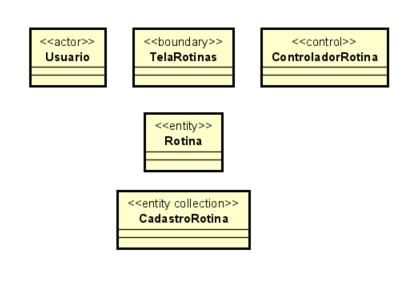 <<actor>>
Usuario
<<boundary>>
TelaRotinas
<<control>>
ControladorRotina
<<entity>>
Rotina
<<entity collection>>
CadastroRotina